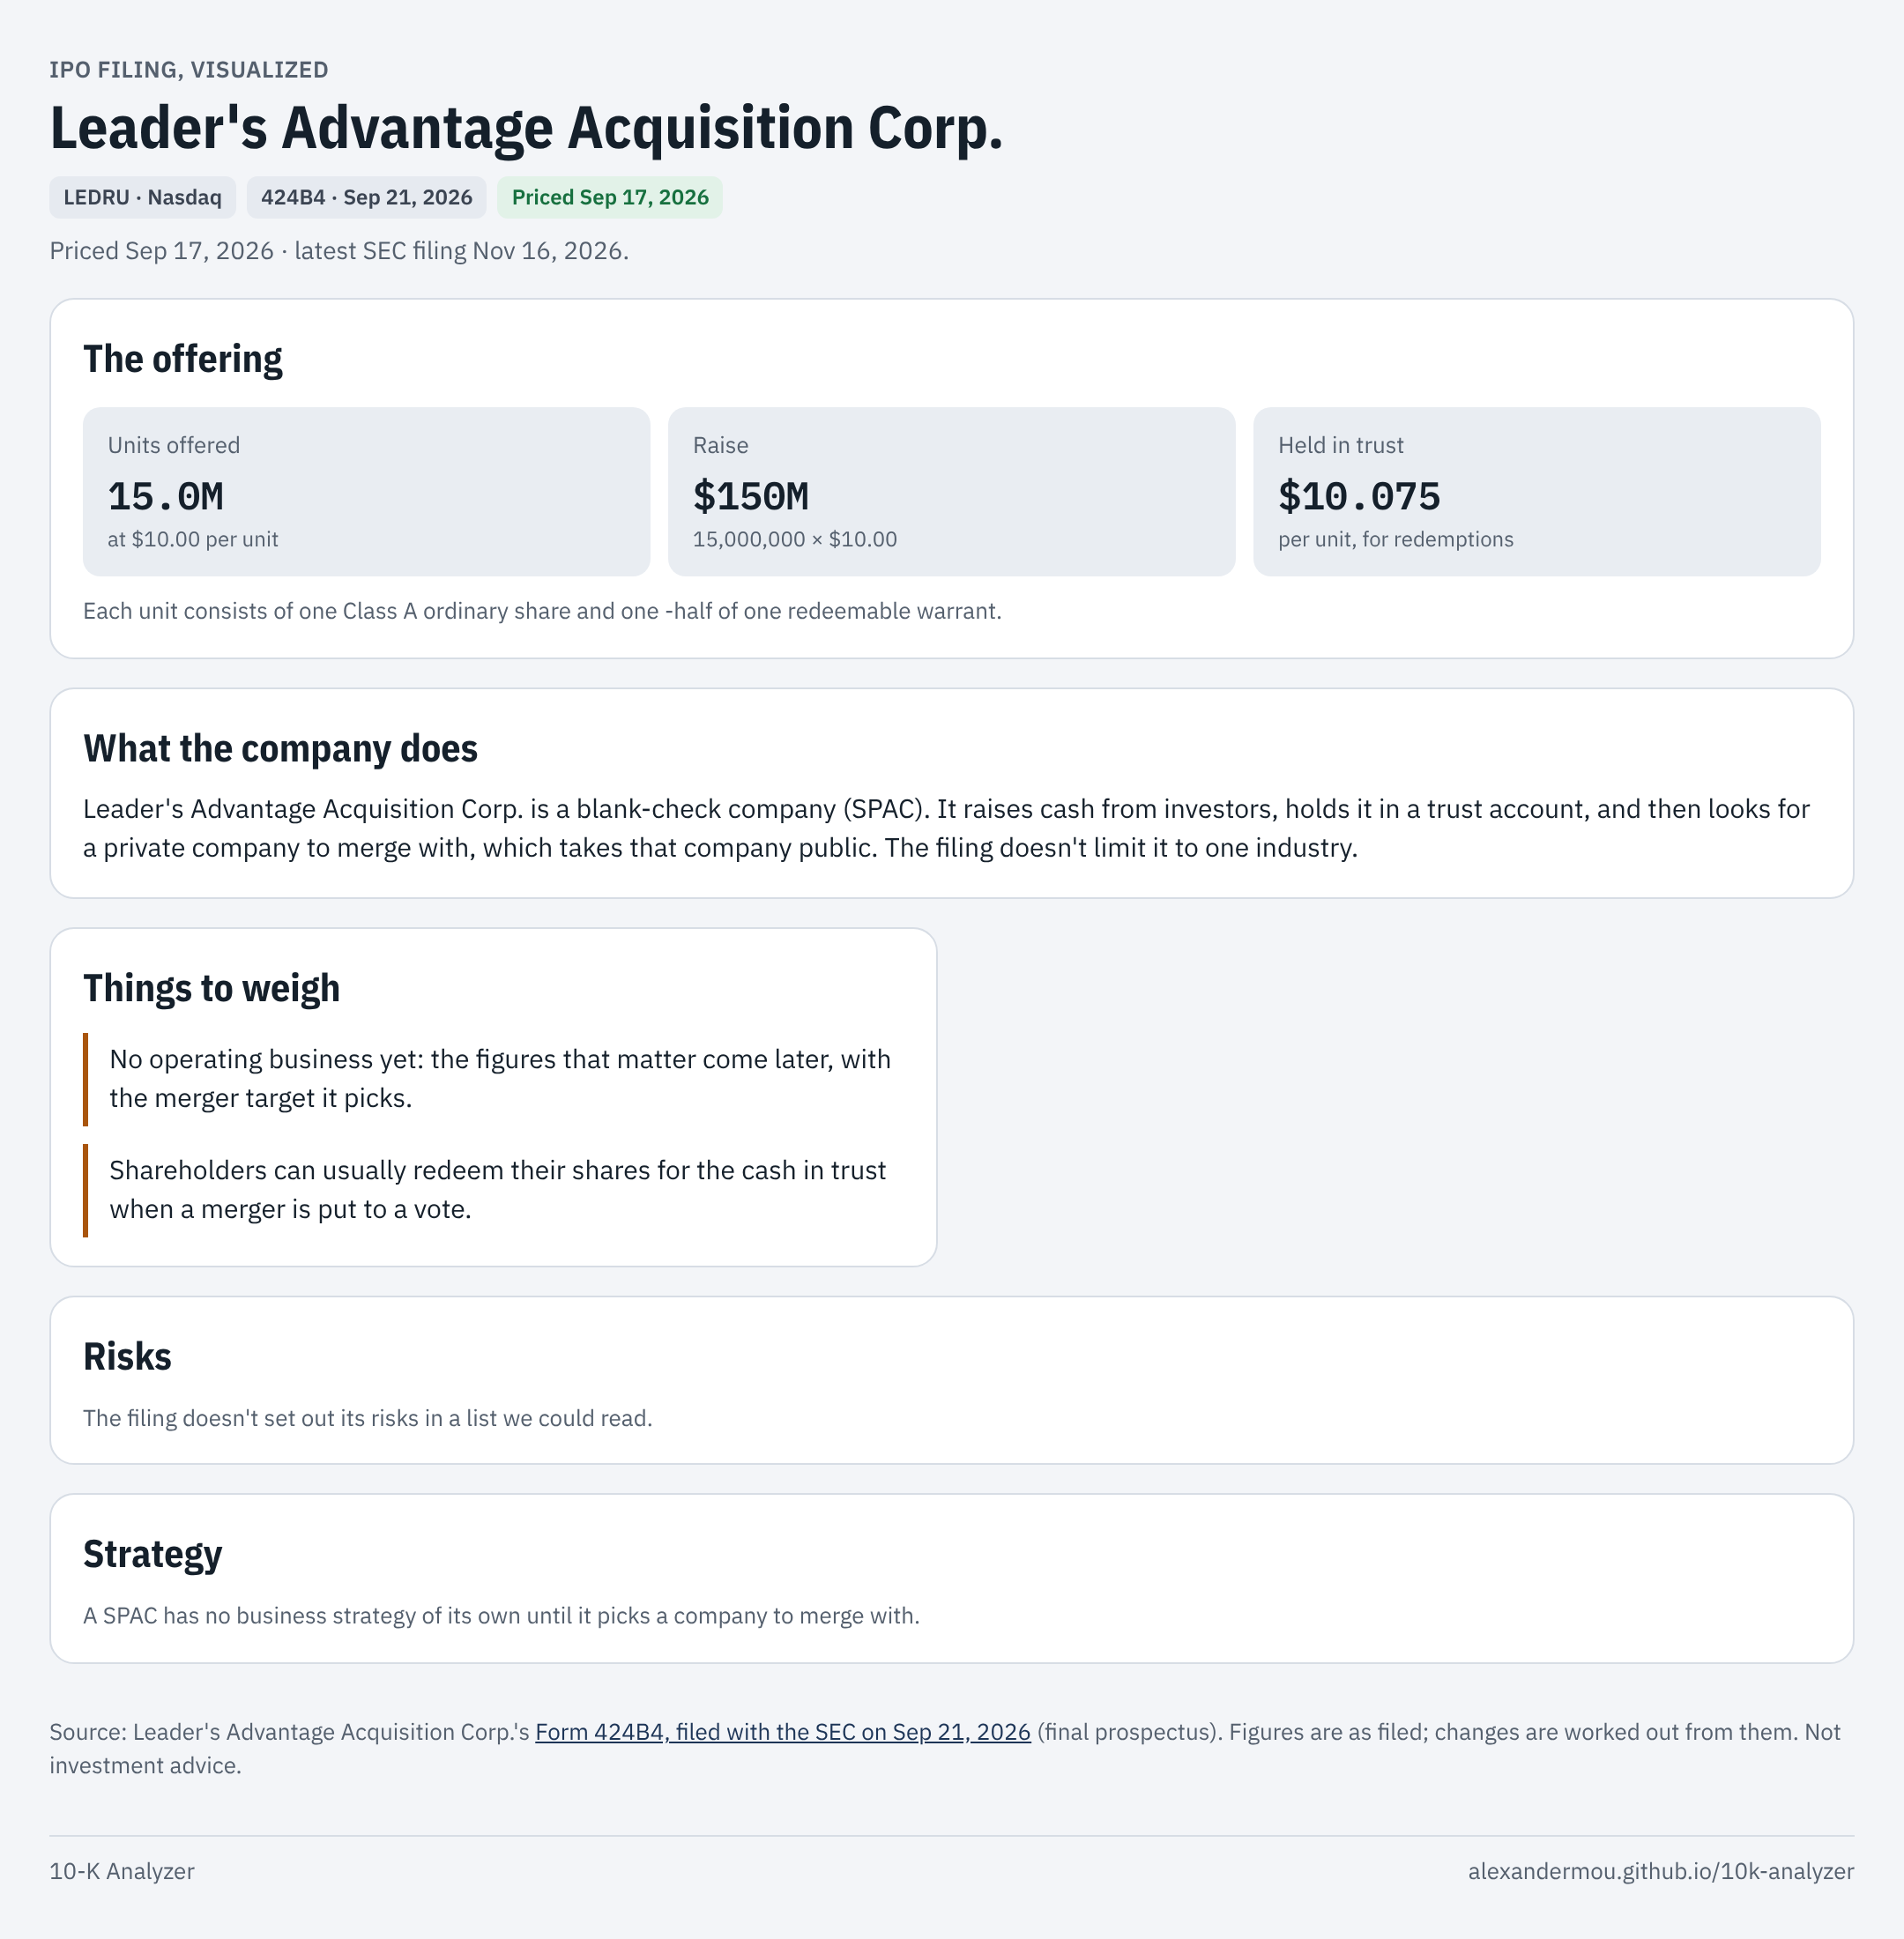 IPO FILING, VISUALIZED
Leader's Advantage Acquisition Corp.
LEDRU · Nasdaq 424B4 · Sep 21, 2026 Priced Sep 17, 2026
Priced Sep 17, 2026 · latest SEC filing Nov 16, 2026.
The offering
Units offered
15.0M
at $10.00 per unit
Raise
$150M
15,000,000 × $10.00
Held in trust
$10.075
per unit, for redemptions
Each unit consists of one Class A ordinary share and one -half of one redeemable warrant.
What the company does
Leader's Advantage Acquisition Corp. is a blank-check company (SPAC). It raises cash from investors, holds it in a trust account, and then looks for
a private company to merge with, which takes that company public. The filing doesn't limit it to one industry.
Things to weigh
No operating business yet: the figures that matter come later, with
the merger target it picks.
Shareholders can usually redeem their shares for the cash in trust
when a merger is put to a vote.
Risks
The filing doesn't set out its risks in a list we could read.
Strategy
A SPAC has no business strategy of its own until it picks a company to merge with.
Source: Leader's Advantage Acquisition Corp.'s Form 424B4, filed with the SEC on Sep 21, 2026 (final prospectus). Figures are as filed; changes are worked out from them. Not
investment advice.
10-K Analyzer
alexandermou.github.io/10k-analyzer